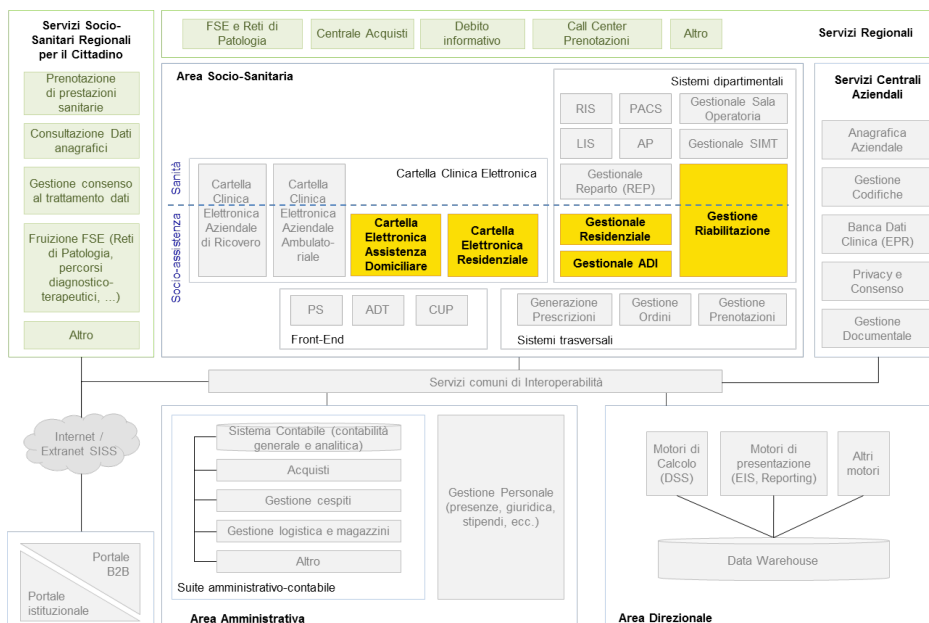 Servizi Socio-
Sanitari Regionali
per il Cittadino
Prenotazione
di prestazioni
sanitarie
Consultazione Dati
anagrafici
Gestione consenso
al trattamento dati
Fruizione FSE (Reti
di Patologia,
percorsi
diagnostico-
terapeutici, ...)
Altro
FSE e Reti di
Patologia
Centrale Acquisti
Debito
informativo
Call Center
Prenotazioni
Altro
Servizi Regionali
Area Socio-Sanitaria
Sanità
Socio-assistenza
Cartella Clinica Elettronica
Cartella
Clinica
Elettronica
Aziendale
di Ricovero
Cartella
Clinica
Elettronica
Aziendale
Ambulato-
riale
Cartella
Elettronica
Assistenza
Domiciliare
Cartella
Elettronica
Residenziale
Sistemi dipartimentali
RIS
PACS
Gestionale Sala
Operatoria
LIS
AP
Gestionale SIMT
Gestionale
Reparto (REP)
Gestionale
Residenziale
Gestionale ADI
Gestione
Riabilitazione
PS
ADT
CUP
Front-End
Generazione
Prescrizioni
Gestione
Ordini
Gestione
Prenotazioni
Sistemi trasversali
Servizi Centrali
Aziendali
Anagrafica
Aziendale
Gestione
Codifiche
Banca Dati
Clinica (EPR)
Privacy e
Consenso
Gestione
Documentale
Servizi comuni di Interoperabilità
Internet /
Extranet SISS
Portale
B2B
Portale
istituzionale
Sistema Contabile (contabilità
generale e analitica)
Acquisti
Gestione cespiti
Gestione logistica e magazzini
Altro
Suite amministrativo-contabile
Gestione Personale
(presenze, giuridica,
stipendi, ecc.)
Area Amministrativa
Motori di
Calcolo
(DSS)
Motori di
presentazione
(EIS, Reporting)
Altri
motori
Data Warehouse
Area Direzionale